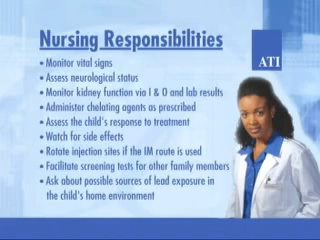 Nursing Responsibilities
ATI
• Monitor vital signs
• Assess neurological status
• Monitor kidney function via I & O and lab results
• Administer chelating agents as prescribed
• Assess the child's response to treatment
• Watch for side effects
• Rotate injection sites if the IM route is used
• Facilitate screening tests for other family members
• Ask about possible sources of lead exposure in
the child's home environment